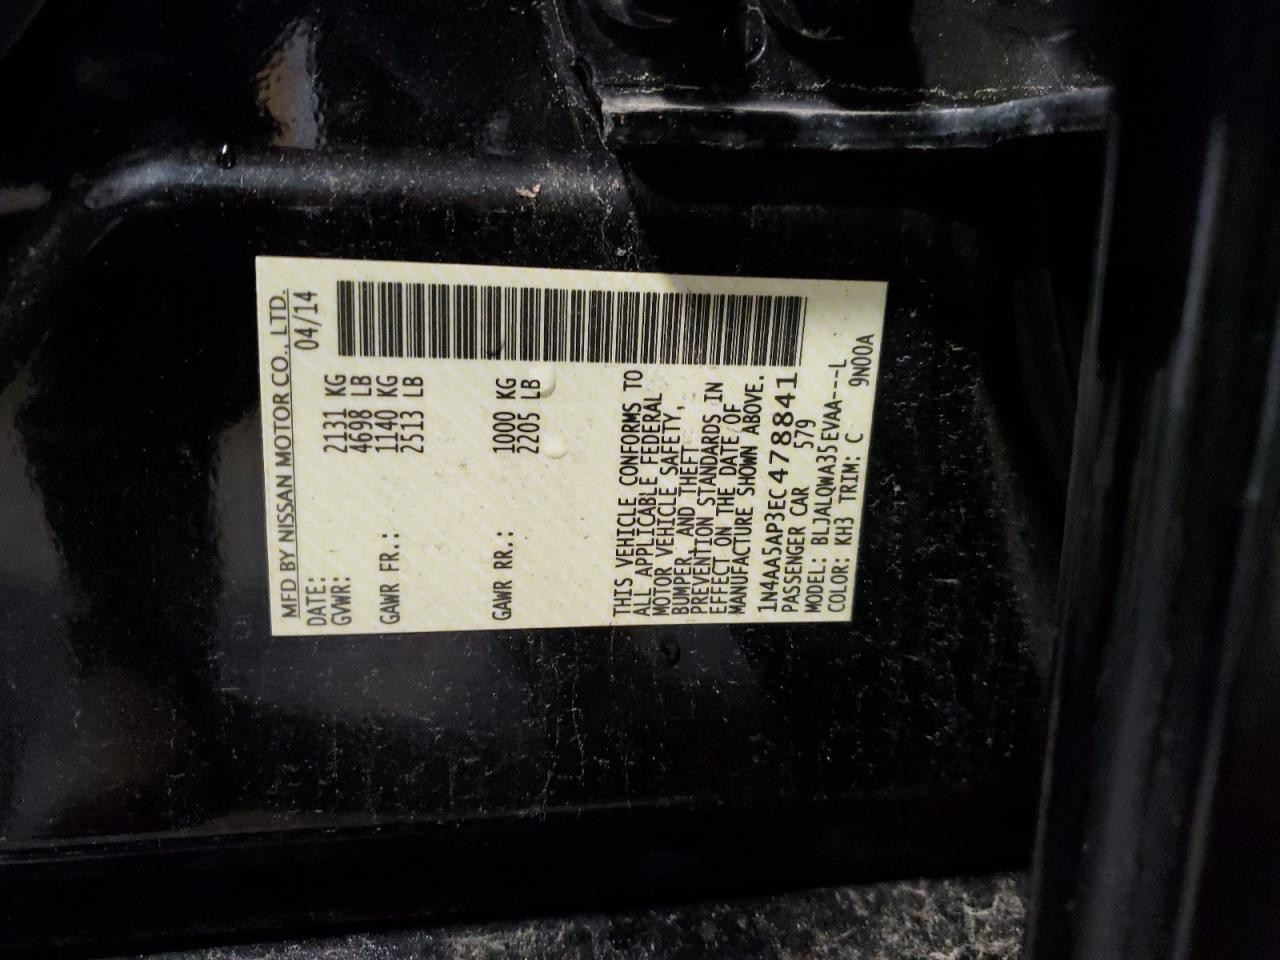 MFD BY NISSAN MOTOR CO., LTD.
DATE: 04/14
GVWR: 2131 KG
4698 LB
GAWR FR.: 1140 KG
2513 LB
GAWR RR.: 1000 KG
2205 LB
THIS VEHICLE CONFORMS TO
ALL APPLICABLE FEDERAL
MOTOR VEHICLE SAFETY,
BUMPER, AND THEFT
PREVENTION STANDARDS IN
EFFECT ON THE DATE OF
MANUFACTURE SHOWN ABOVE.
1N4AA5AP3EC478841
PASSENGER CAR 579
MODEL: BLJALQWA35EVAA---L
COLOR: KH3 TRIM: C 9N00A